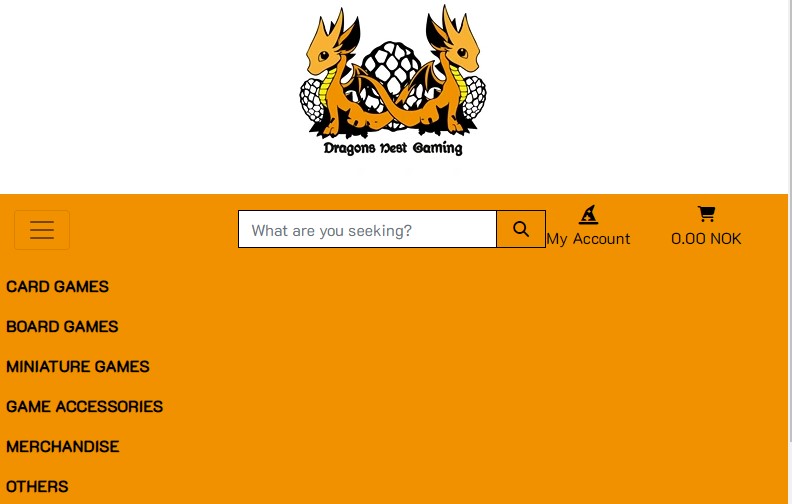 Dragons Nest Gaming
What are you seeking?
My Account
0.00 NOK
CARD GAMES
BOARD GAMES
MINIATURE GAMES
GAME ACCESSORIES
MERCHANDISE
OTHERS